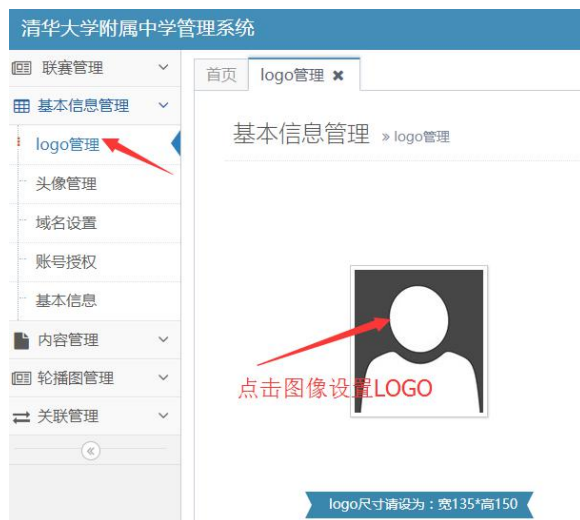 清华大学附属中学管理系统
联赛管理
首页
logo管理 ✖
基本信息管理
基本信息管理 » logo管理
logo管理
头像管理
域名设置
账号授权
基本信息
内容管理
轮播图管理
点击图像设置LOGO
关联管理
logo尺寸请设为：宽135*高150